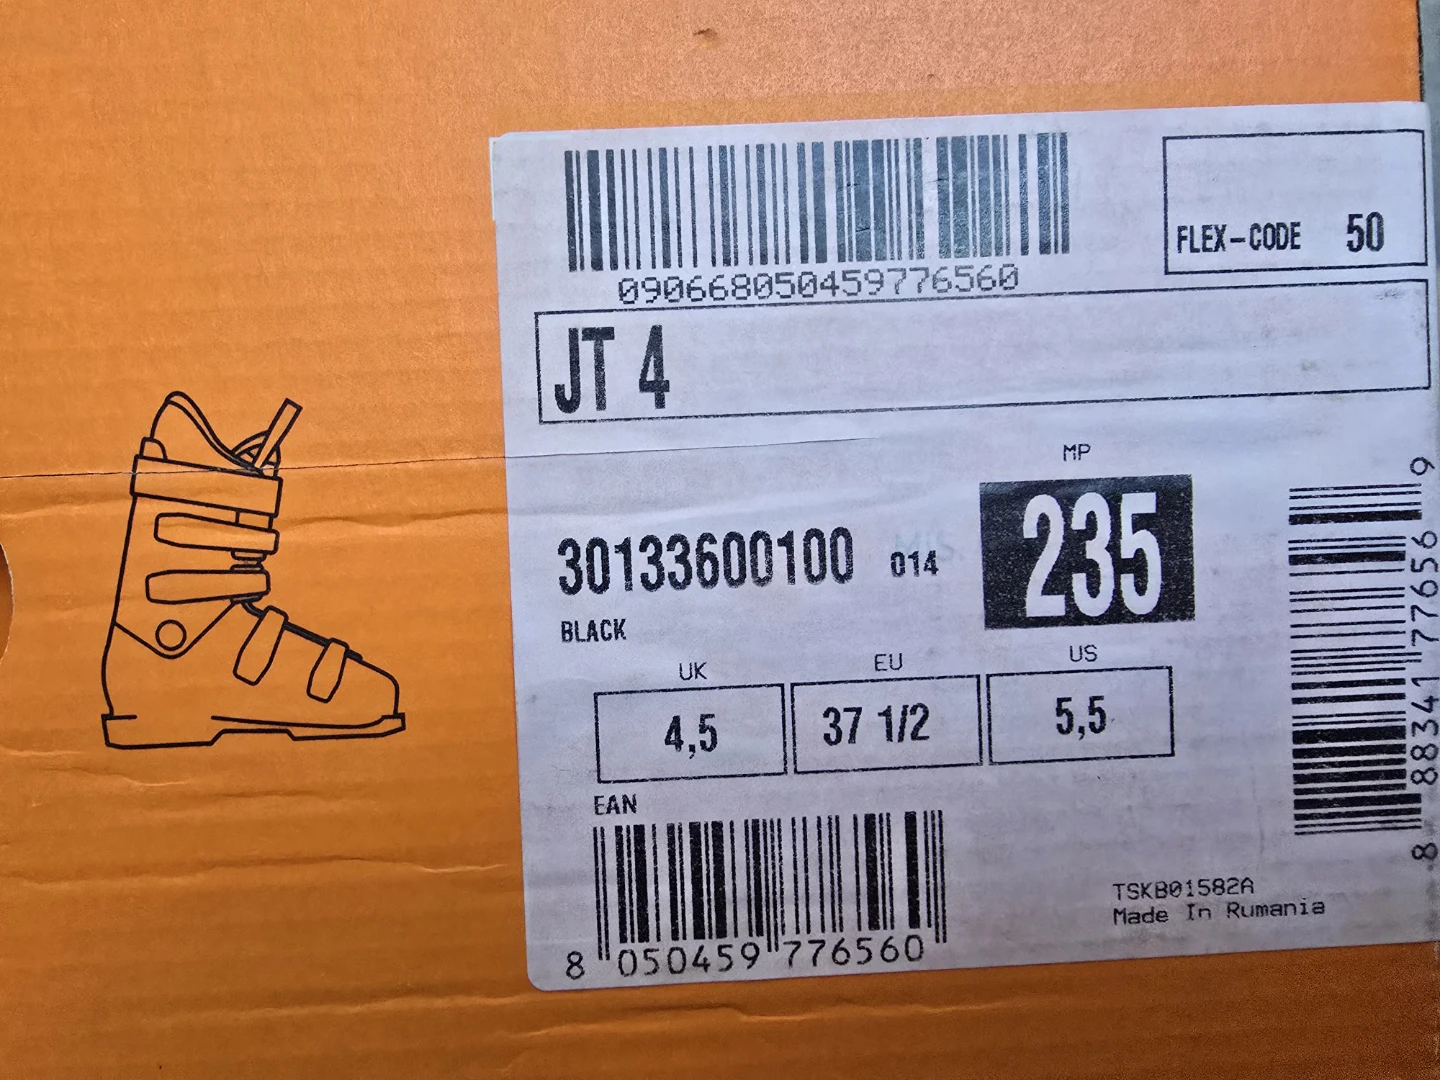 090668050459776560
FLEX-CODE 50
JT 4
MP
235
30133600100 014
BLACK
UK EU US
4,5 37 1/2 5,5
EAN
8 050459 776560
8 88341 77656 9
TSKB01582A
Made In Rumania